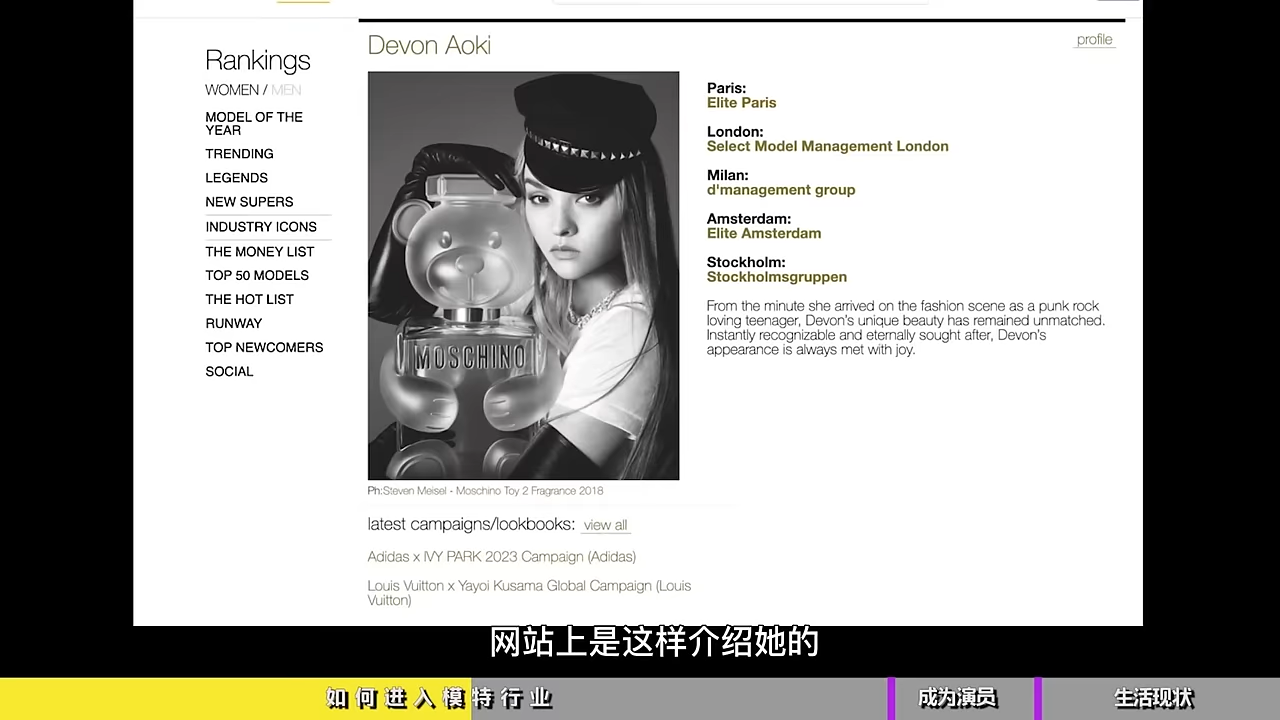 Rankings
WOMEN / MEN
MODEL OF THE
YEAR
TRENDING
LEGENDS
NEW SUPERS
INDUSTRY ICONS
THE MONEY LIST
TOP 50 MODELS
THE HOT LIST
RUNWAY
TOP NEWCOMERS
SOCIAL
Devon Aoki
profile
MOSCHINO
Ph:Steven Meisel - Moschino Toy 2 Fragrance 2018
Paris:
Elite Paris
London:
Select Model Management London
Milan:
d'management group
Amsterdam:
Elite Amsterdam
Stockholm:
Stockholmsgruppen
From the minute she arrived on the fashion scene as a punk rock
loving teenager, Devon's unique beauty has remained unmatched.
Instantly recognizable and eternally sought after, Devon's
appearance is always met with joy.
latest campaigns/lookbooks: view all
Adidas x IVY PARK 2023 Campaign (Adidas)
Louis Vuitton x Yayoi Kusama Global Campaign (Louis
Vuitton)
网站上是这样介绍她的
如何进入模特行业
成为演员
生活现状